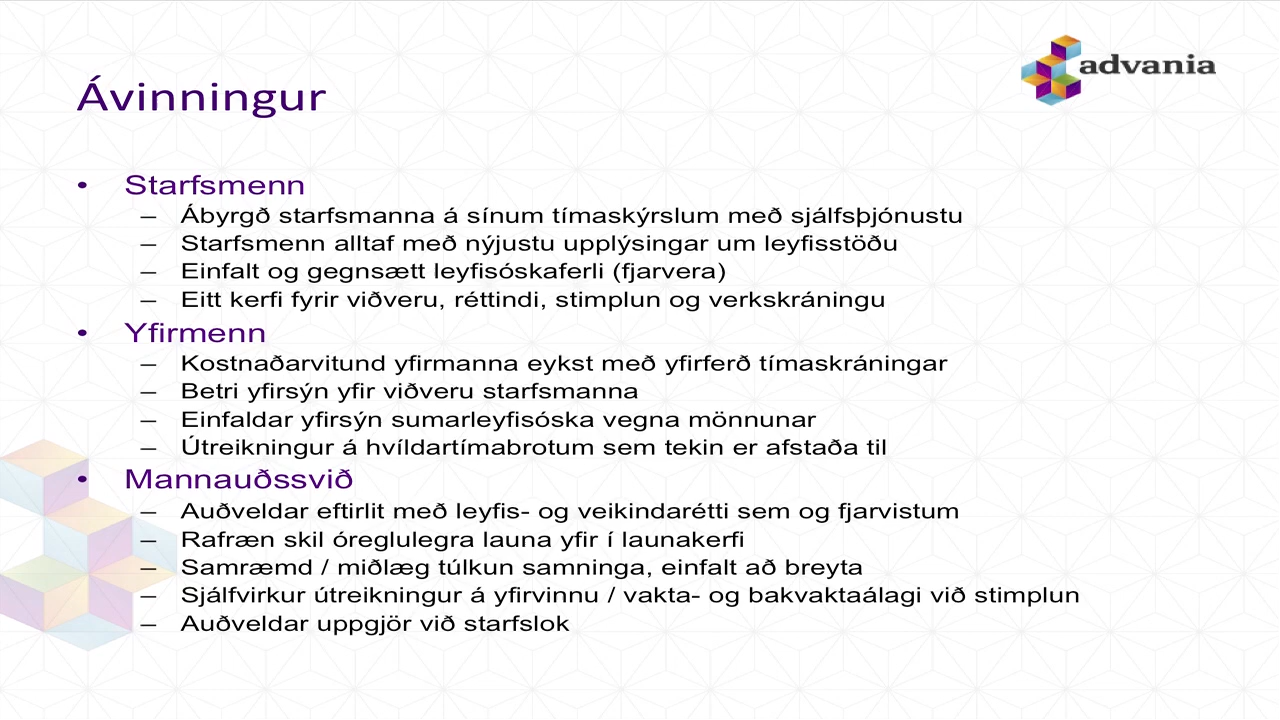 advania
Ávinningur
• Starfsmenn
– Ábyrgð starfsmanna á sínum tímaskýrslum með sjálfsþjónustu
– Starfsmenn alltaf með nýjustu upplýsingar um leyfisstöðu
– Einfalt og gegnsætt leyfisóskaferli (fjarvera)
– Eitt kerfi fyrir viðveru, réttindi, stimplun og verkskráningu
• Yfirmenn
– Kostnaðarvitund yfirmanna eykst með yfirferð tímaskráningar
– Betri yfirsýn yfir viðveru starfsmanna
– Einfaldar yfirsýn sumarleyfisóska vegna mönnunar
– Útreikningur á hvíldartímabrotum sem tekin er afstaða til
• Mannauðssvið
– Auðveldar eftirlit með leyfis- og veikindarétti sem og fjarvistum
– Rafræn skil óreglulegra launa yfir í launakerfi
– Samræmd / miðlæg túlkun samninga, einfalt að breyta
– Sjálfvirkur útreikningur á yfirvinnu / vakta- og bakvaktaálagi við stimplun
– Auðveldar uppgjör við starfslok